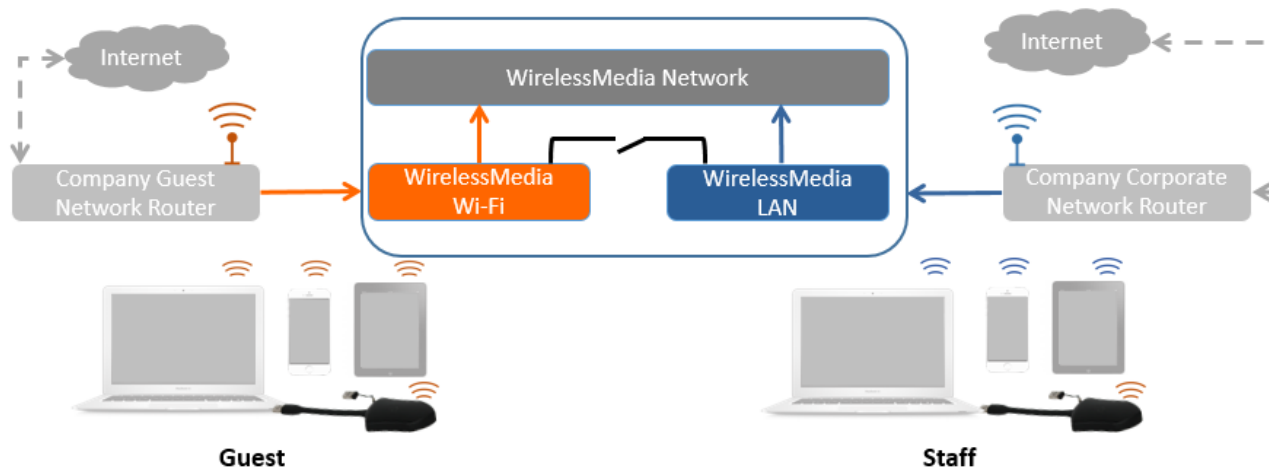 Internet
Internet
WirelessMedia Network
Company Guest
Network Router
WirelessMedia
Wi-Fi
WirelessMedia
LAN
Company Corporate
Network Router
Guest
Staff